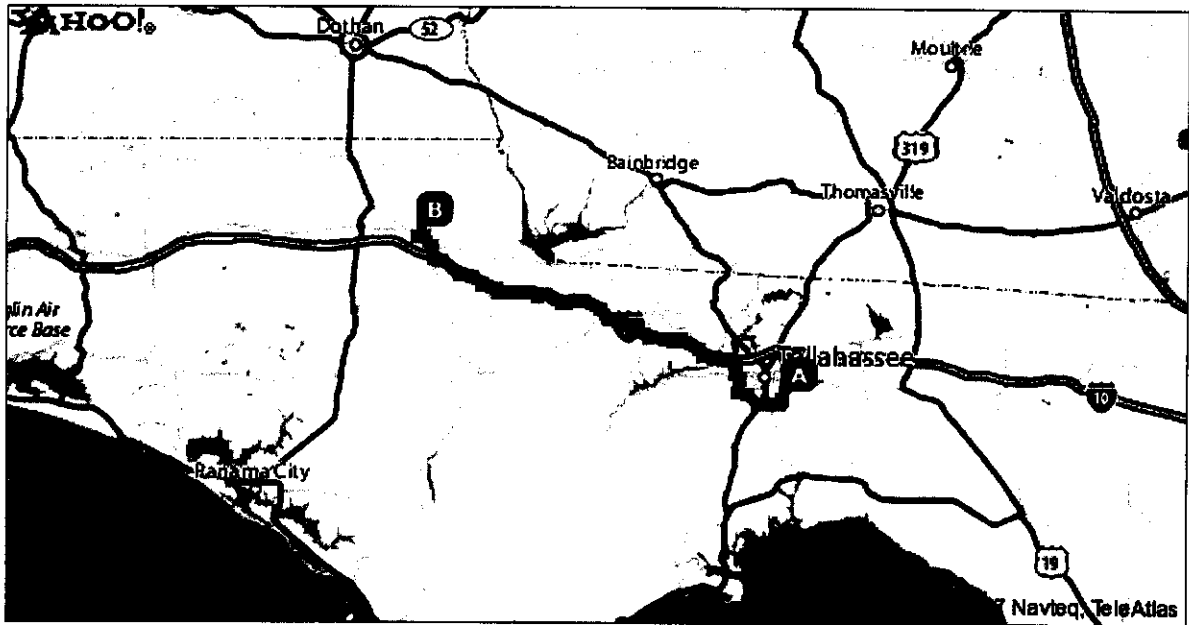 YAHOO!
Dothan
52
Moultrie
319
Bainbridge
Thomasville
Valdosta
B
lin Air
rce Base
Tallahassee
A
10
Panama City
19
7 Navteq, TeleAtlas